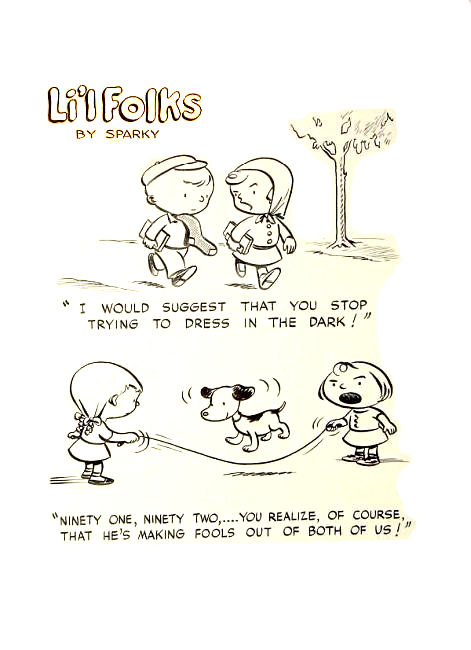 Li'l Folks
BY SPARKY
" I WOULD SUGGEST THAT YOU STOP
TRYING TO DRESS IN THE DARK ! "
"NINETY ONE, NINETY TWO,....YOU REALIZE, OF COURSE,
THAT HE'S MAKING FOOLS OUT OF BOTH OF US ! "